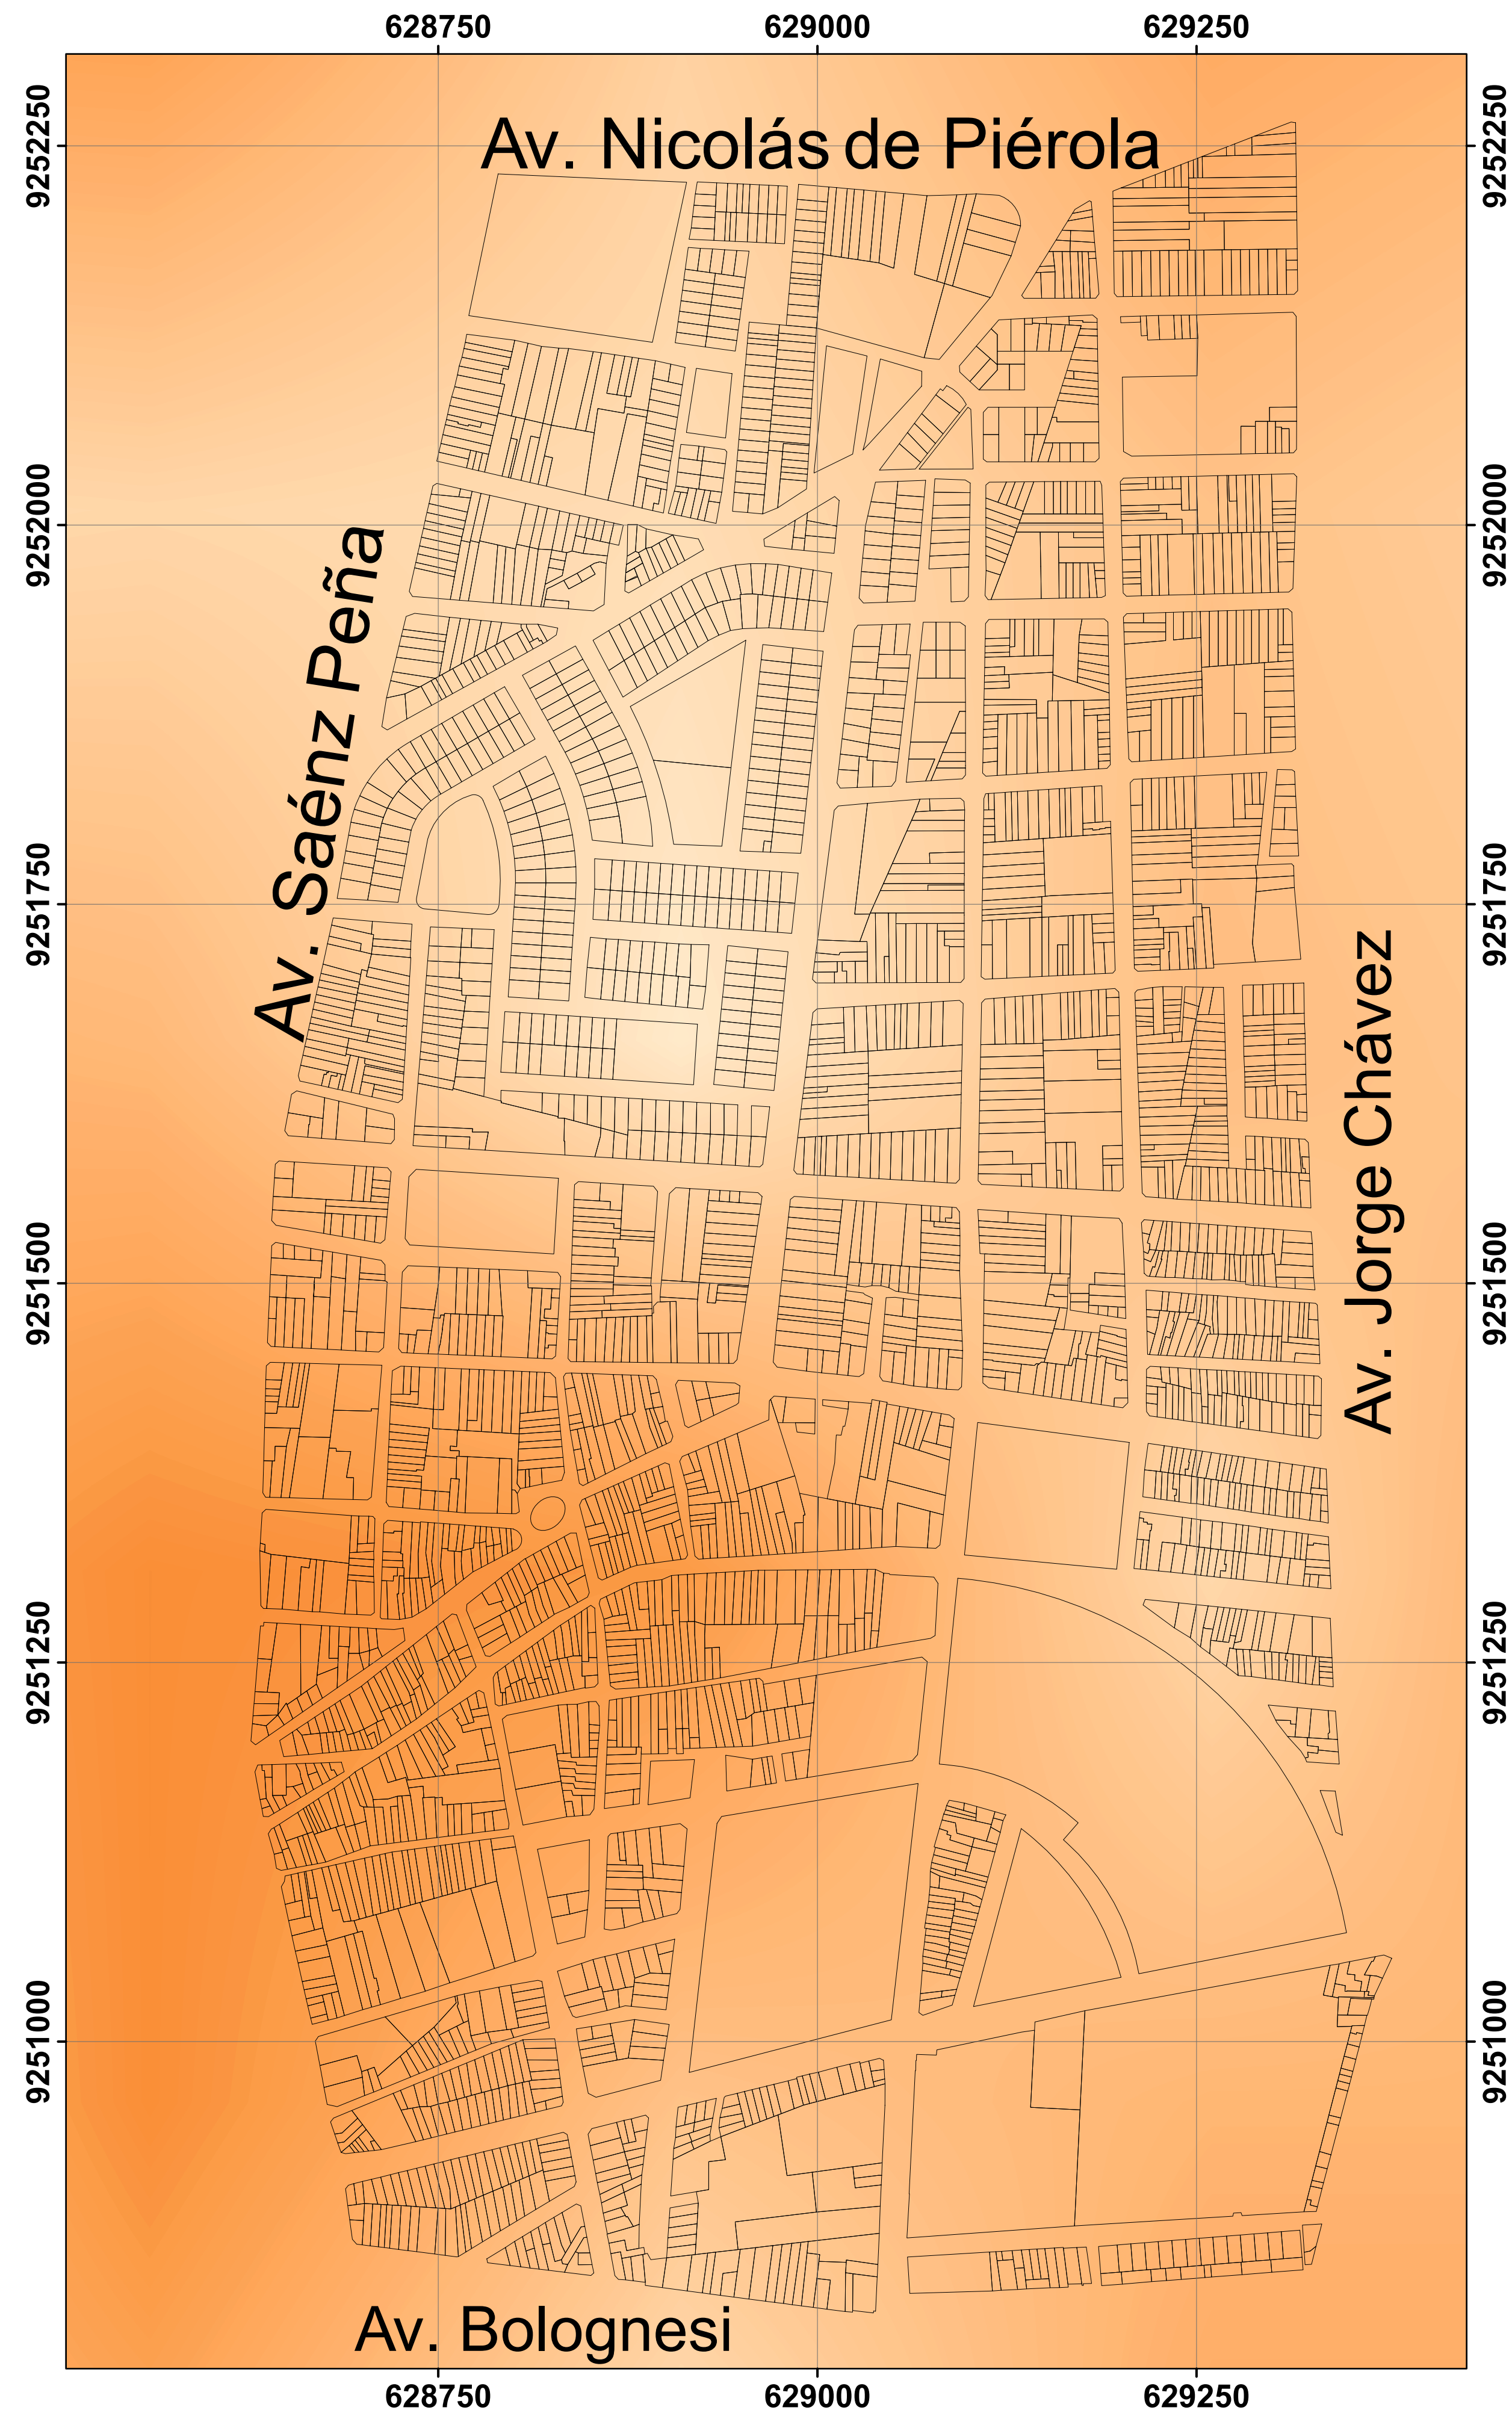 628750 629000 629250
9252250 9252250
Av. Nicolás de Piérola
9252000 9252000
Av. Saénz Peña
9251750 9251750
Av. Jorge Chávez
9251500 9251500
9251250 9251250
9251000 9251000
Av. Bolognesi
628750 629000 629250